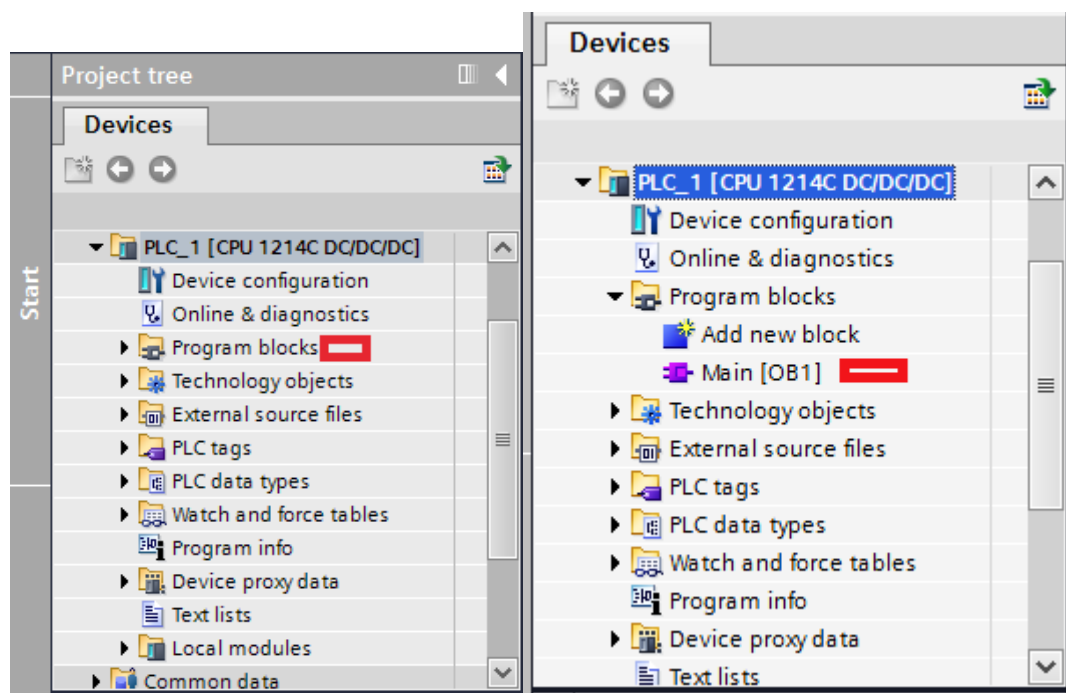 Project tree
Devices
Start
PLC_1 [CPU 1214C DC/DC/DC]
Device configuration
Online & diagnostics
Program blocks
Technology objects
External source files
PLC tags
PLC data types
Watch and force tables
Program info
Device proxy data
Text lists
Local modules
Common data
Devices
PLC_1 [CPU 1214C DC/DC/DC]
Device configuration
Online & diagnostics
Program blocks
Add new block
Main [OB1]
Technology objects
External source files
PLC tags
PLC data types
Watch and force tables
Program info
Device proxy data
Text lists